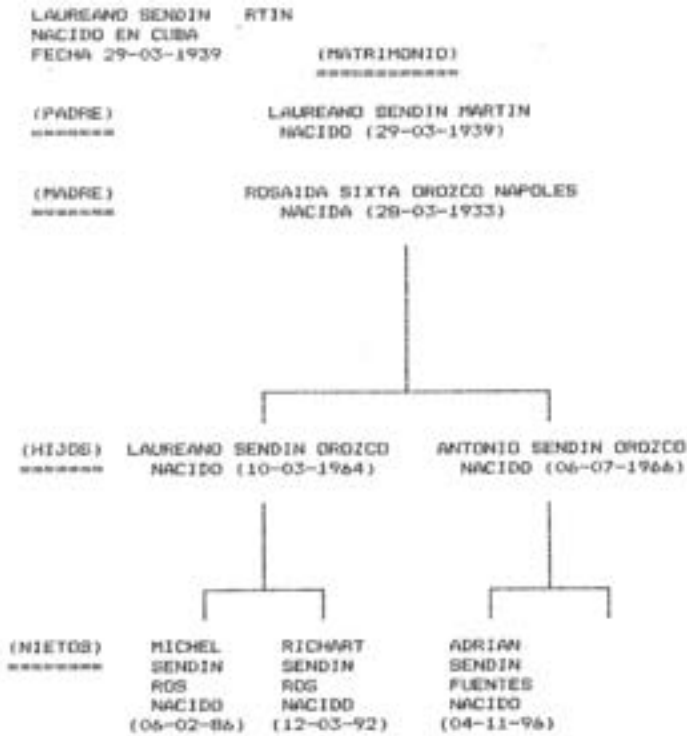 LAUREANO SENDIN RTIN
NACIDO EN CUBA
FECHA 29-03-1939
(MATRIMONIO)
(PADRE)
LAUREANO SENDIN MARTIN
NACIDO (29-03-1939)
(MADRE)
ROSAIDA SIXTA OROZCO NAPOLES
NACIDA (28-03-1933)
(HIJOS)
LAUREANO SENDIN OROZCO
NACIDO (10-03-1964)
ANTONIO SENDIN OROZCO
NACIDO (06-07-1966)
(NIETOS)
MICHEL
SENDIN
ROS
NACIDO
(06-02-86)
RICHART
SENDIN
ROS
NACIDO
(12-03-92)
ADRIAN
SENDIN
FUENTES
NACIDO
(04-11-96)